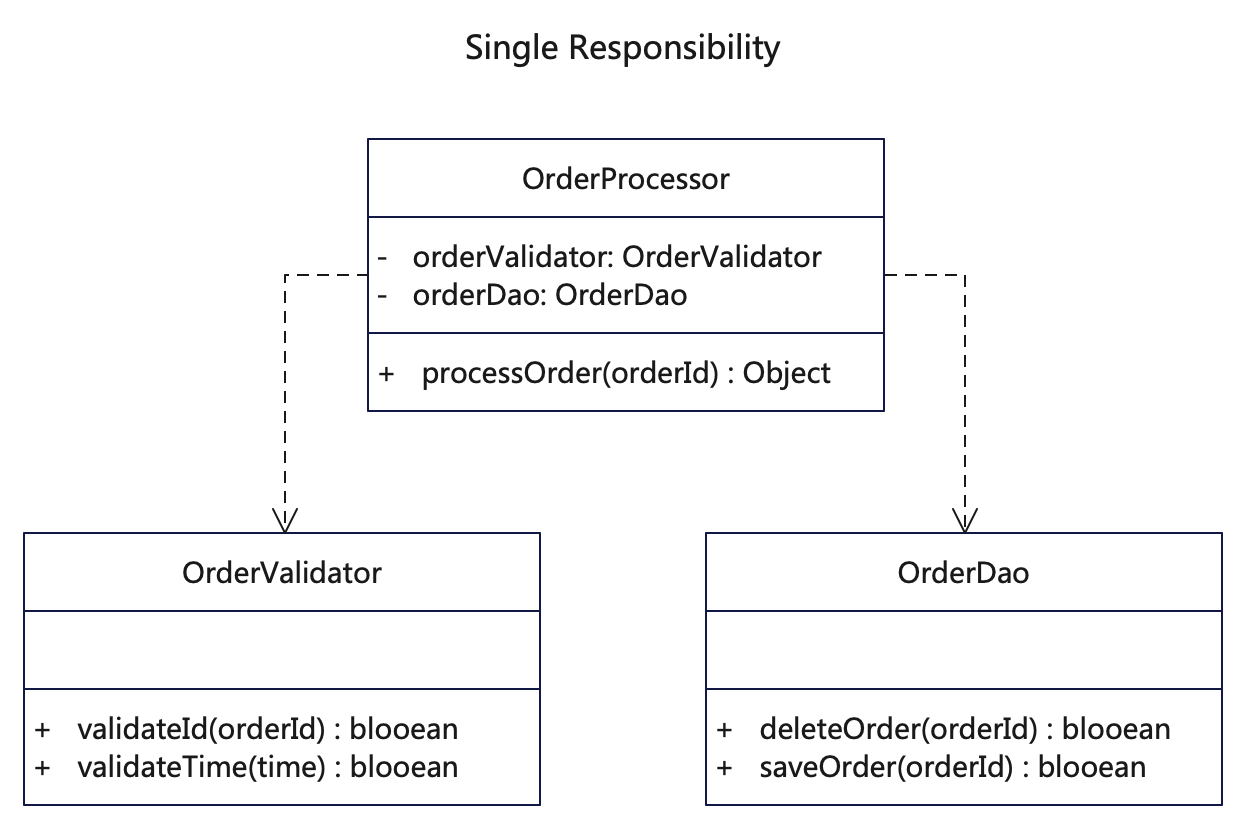 Single Responsibility
OrderProcessor
- orderValidator: OrderValidator
- orderDao: OrderDao
+ processOrder(orderId) : Object
OrderValidator
+ validateId(orderId) : blooean
+ validateTime(time) : blooean
OrderDao
+ deleteOrder(orderId) : blooean
+ saveOrder(orderId) : blooean